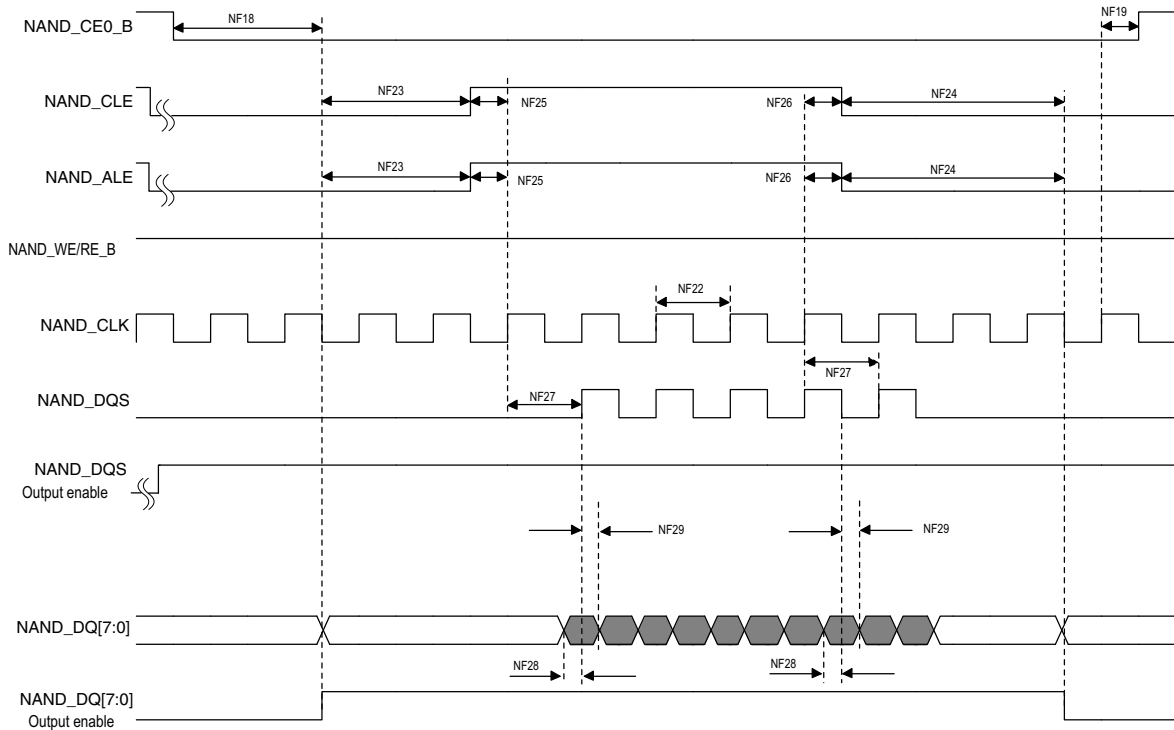 NF18
NF19
NAND_CE0_B
NF23
NF25
NF26
NF24
NAND_CLE
NF23
NF25
NF26
NF24
NAND_ALE
NAND_WE/RE_B
NF22
NAND_CLK
NF27
NF27
NAND_DQS
NAND_DQS
Output enable
NF29
NF29
NAND_DQ[7:0]
NF28
NF28
NAND_DQ[7:0]
Output enable